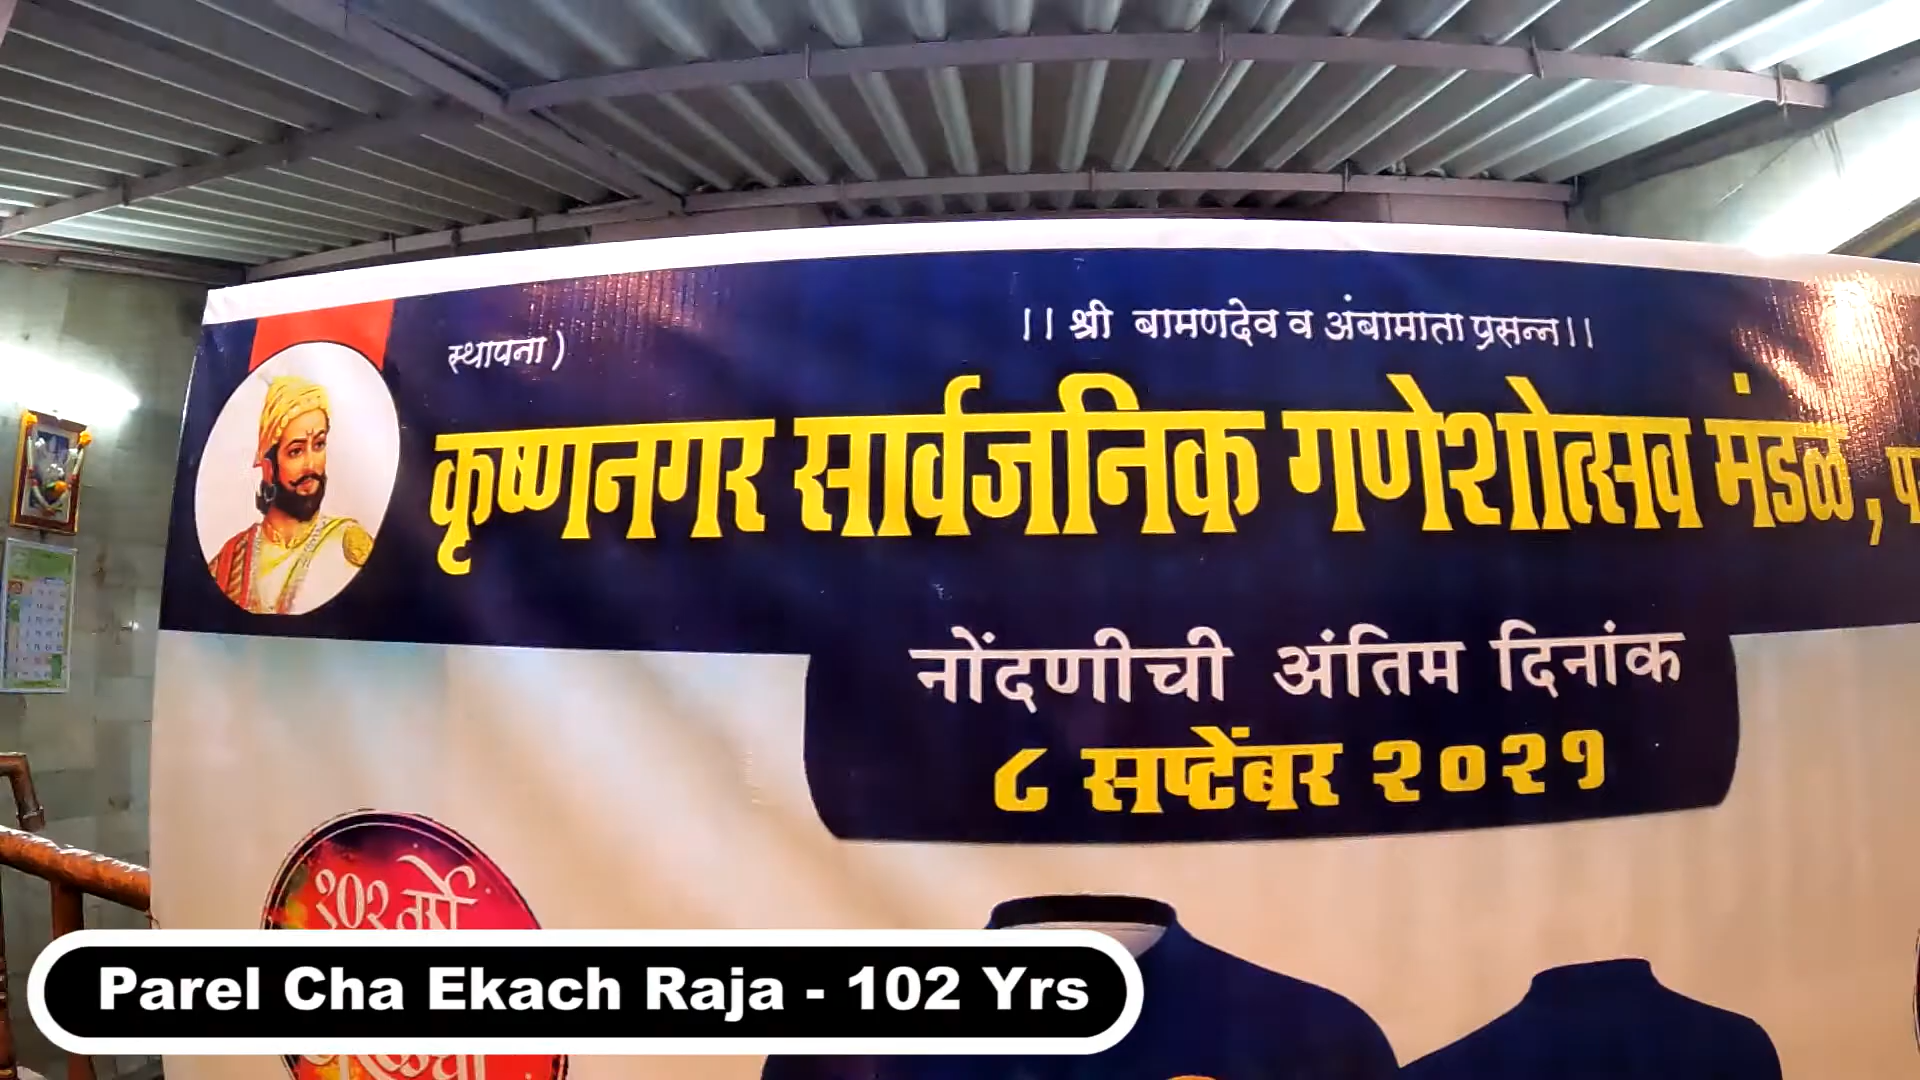 ।। श्री बामणदेव व अंबामाता प्रसन्न।।
स्थापना)
कृष्णनगर सार्वजनिक गणेशोत्सव मंडळ,
नोंदणीची अंतिम दिनांक
८ सप्टेंबर २०२१
१०२ वर्षे
Parel Cha Ekach Raja - 102 Yrs